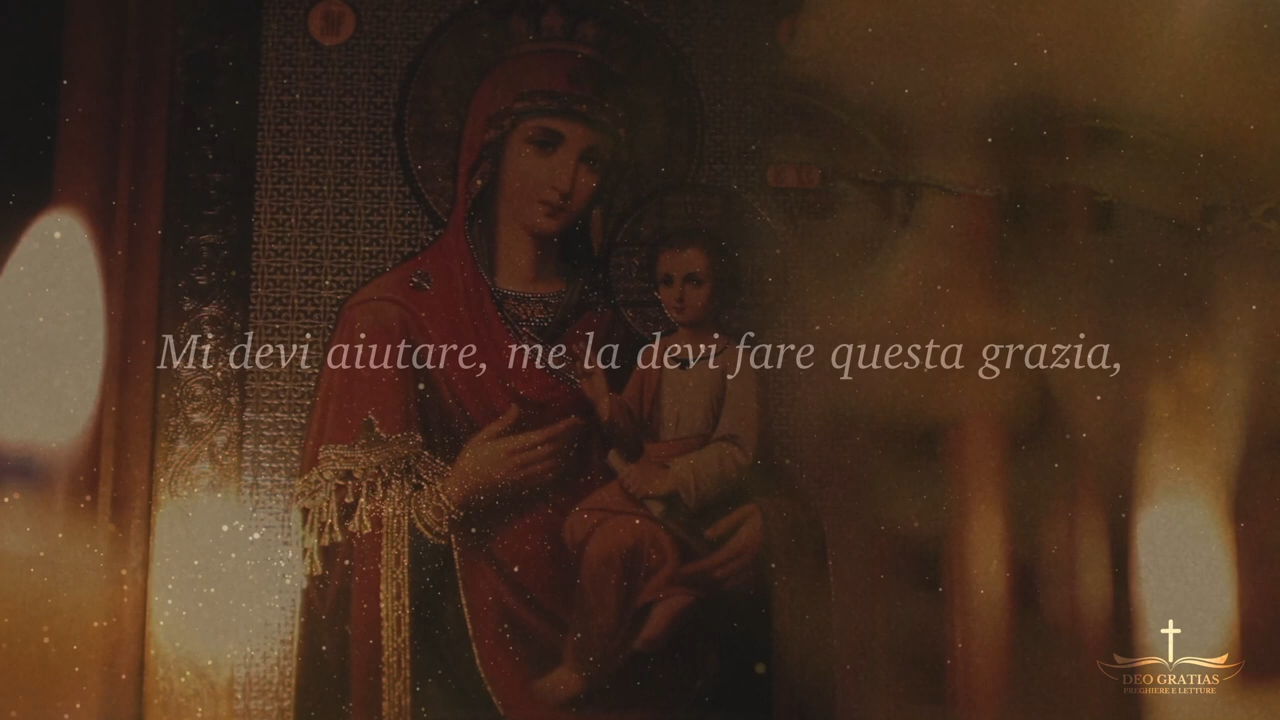 Mi devi aiutare, me la devi fare questa grazia,
DEO GRATIAS
PREGHIERE E LETTURE